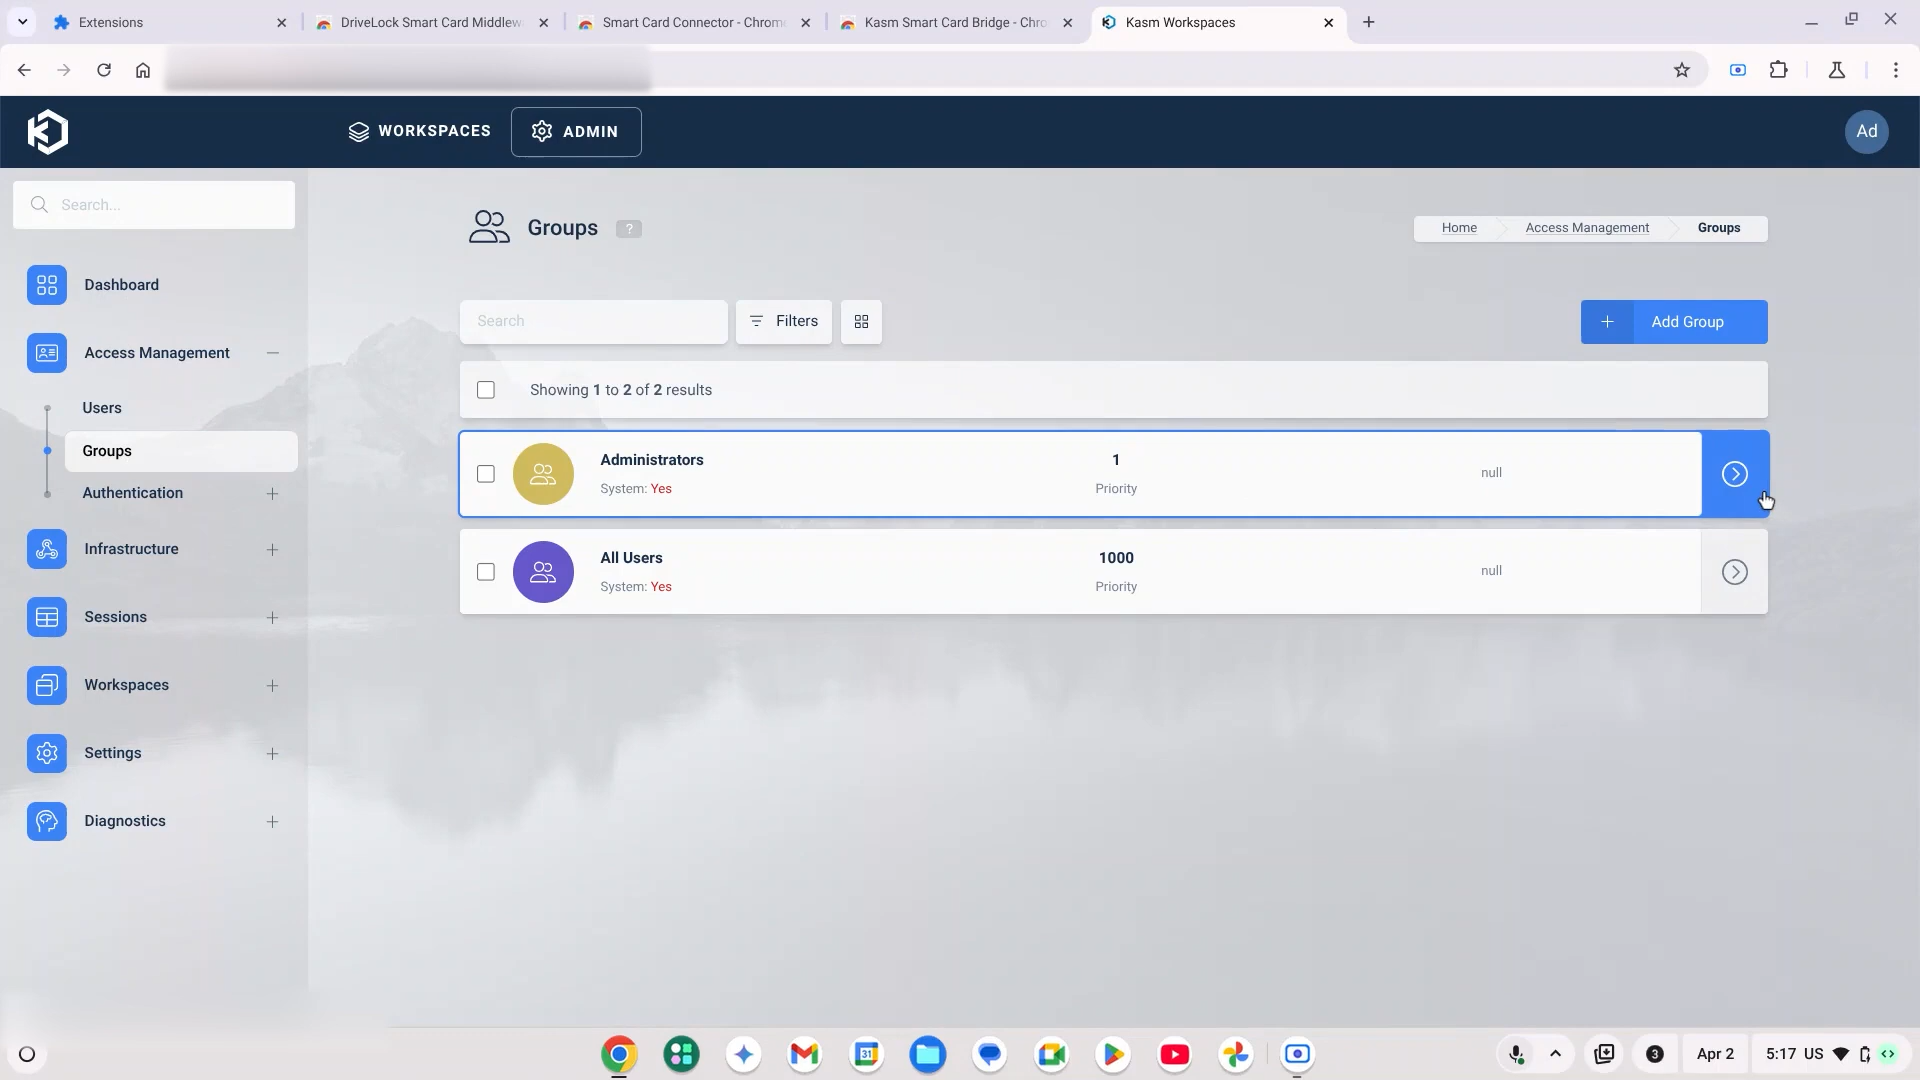 Extensions
DriveLock Smart Card Middlew
Smart Card Connector - Chrom
Kasm Smart Card Bridge - Chro
Kasm Workspaces
WORKSPACES
ADMIN
Ad
Search...
Groups
?
Home
Access Management
Groups
Dashboard
Search
Filters
Add Group
Access Management
Showing 1 to 2 of 2 results
Users
Groups
Administrators
System: Yes
1
Priority
null
Authentication
Infrastructure
All Users
System: Yes
1000
Priority
null
Sessions
Workspaces
Settings
Diagnostics
31
3
Apr 2
5:17 US